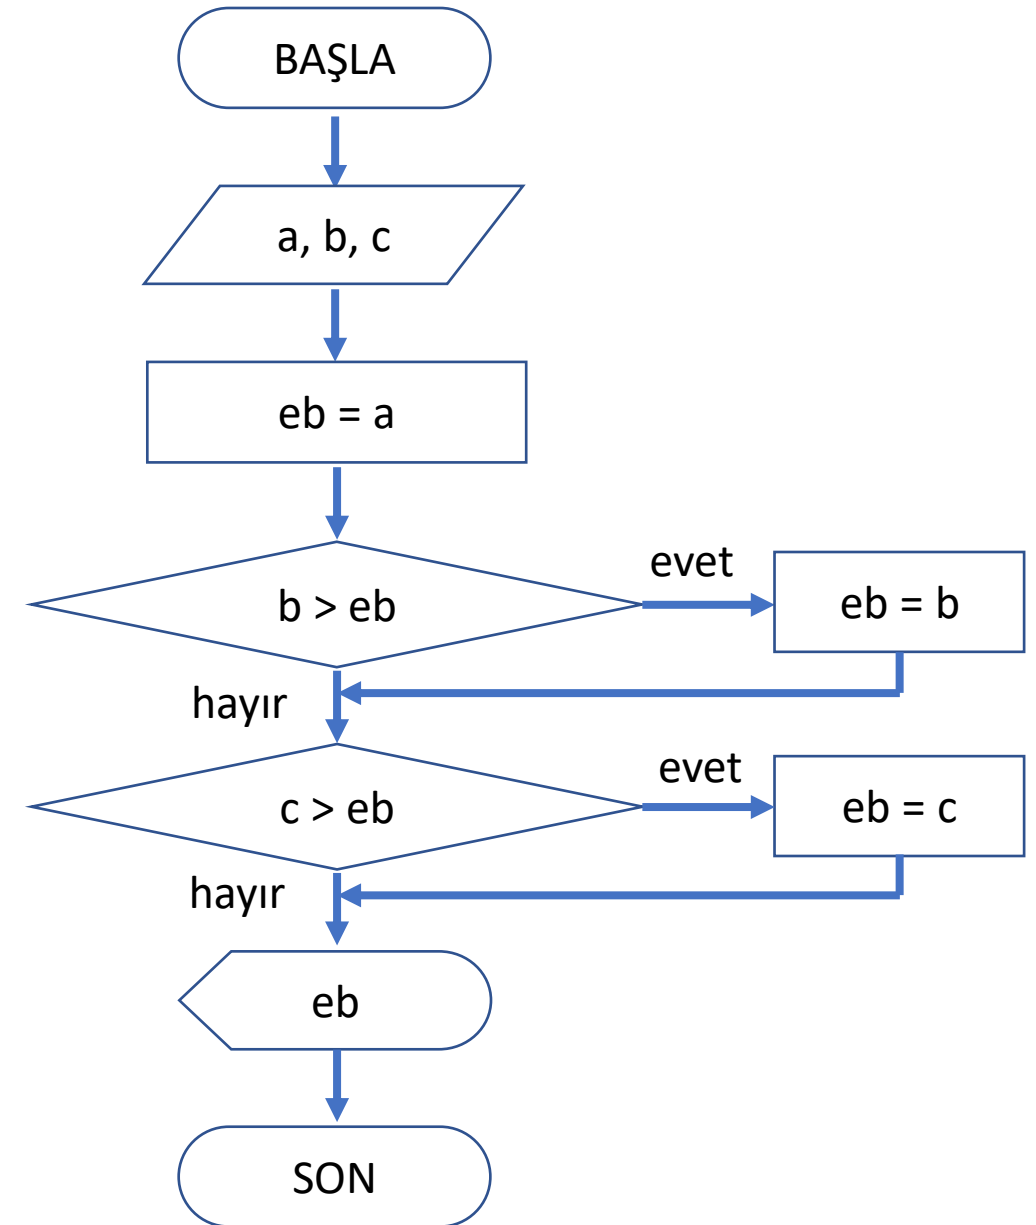 BAŞLA
a, b, c
eb = a
b > eb
evet
eb = b
hayır
c > eb
evet
eb = c
hayır
eb
SON